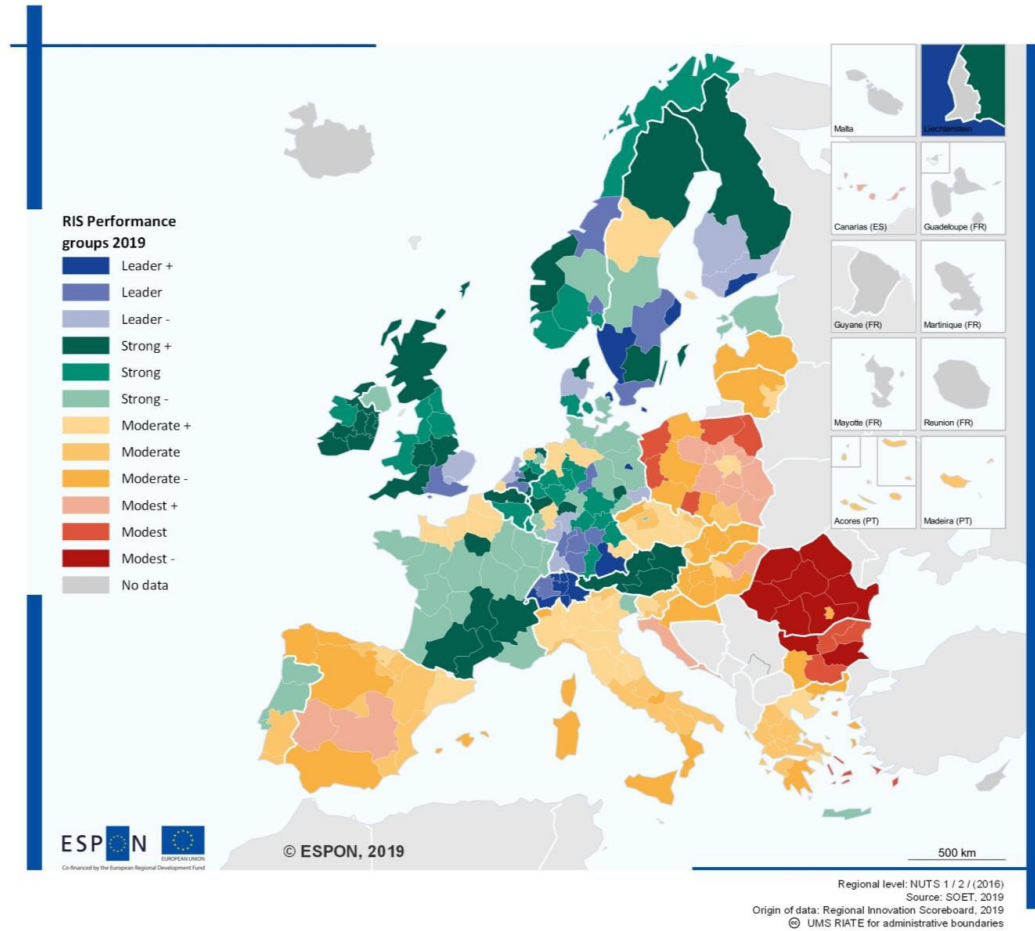 RIS Performance
groups 2019
Leader +
Leader
Leader -
Strong +
Strong
Strong -
Moderate +
Moderate
Moderate -
Modest +
Modest
Modest -
No data
Malta
Liechtenstein
Canarias (ES)
Guadeloupe (FR)
Guyane (FR)
Martinique (FR)
Mayotte (FR)
Reunion (FR)
Acores (PT)
Madeira (PT)
ESPON
EUROPEAN UNION
Co-financed by the European Regional Development Fund
© ESPON, 2019
500 km
Regional level: NUTS 1 / 2 / (2016)
Source: SOET, 2019
Origin of data: Regional Innovation Scoreboard, 2019
cc UMS RIATE for administrative boundaries